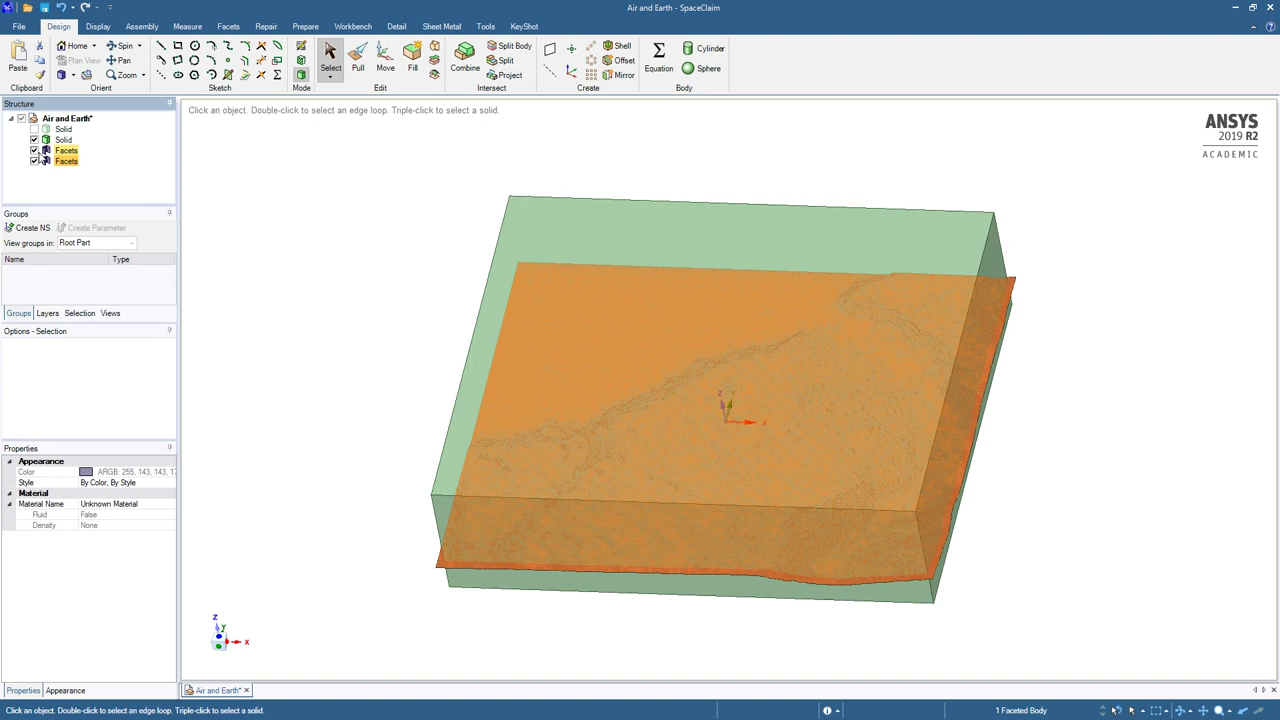 Air and Earth - SpaceClaim
File Design Display Assembly Measure Facets Repair Prepare Workbench Detail Sheet Metal Tools KeyShot
Home Spin Split Body Shell Cylinder
Plan View Pan Split Offset Sphere
Zoom Project Mirror
Paste Select Pull Move Fill Combine Equation
Clipboard Orient Sketch Mode Edit Intersect Create Body
Structure
Click an object. Double-click to select an edge loop. Triple-click to select a solid.
Air and Earth*
Solid
Solid
Facets
Facets
ANSYS
2019 R2
ACADEMIC
Groups
Create NS Create Parameter
View groups in: Root Part
Name Type
Groups Layers Selection Views
Options - Selection
Properties
Appearance
Color ARGB: 255, 143, 143, 17
Style By Color, By Style
Material
Material Name Unknown Material
Fluid False
Density None
Z Y
X
Z
Y
X
Properties Appearance
Air and Earth*
Click an object. Double-click to select an edge loop. Triple-click to select a solid.
1 Faceted Body